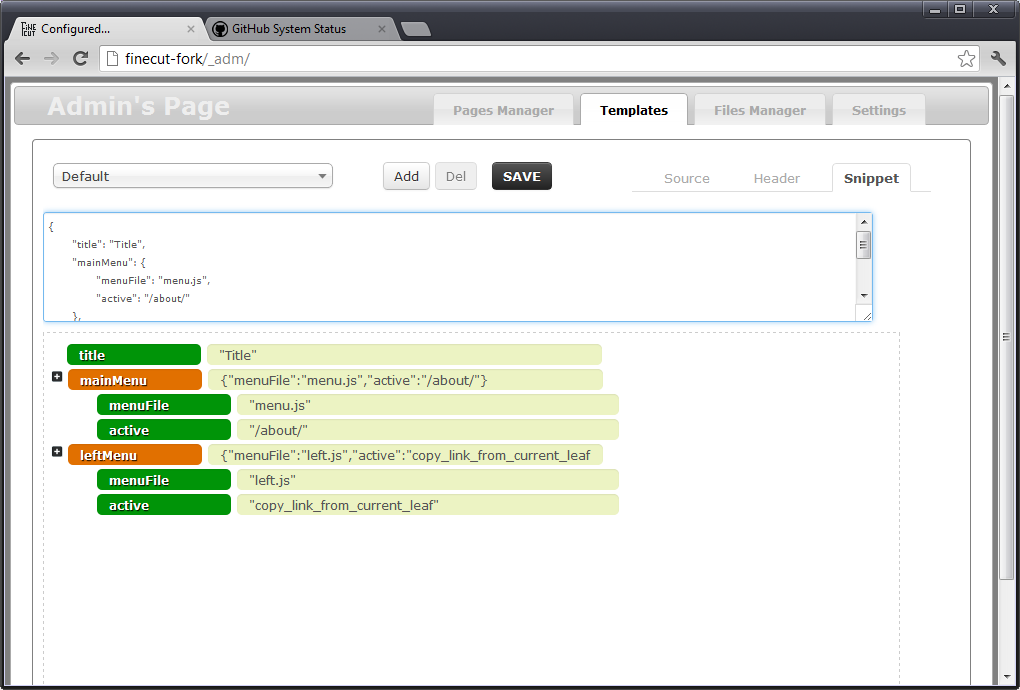 FINE CUT Configured...
GitHub System Status
finecut-fork/_adm/
Admin's Page
Pages Manager
Templates
Files Manager
Settings
Default
Add
Del
SAVE
Source
Header
Snippet
{
"title": "Title",
"mainMenu": {
"menuFile": "menu.js",
"active": "/about/"
},
title "Title"
mainMenu {"menuFile":"menu.js","active":"/about/"}
menuFile "menu.js"
active "/about/"
leftMenu {"menuFile":"left.js","active":"copy_link_from_current_leaf
menuFile "left.js"
active "copy_link_from_current_leaf"